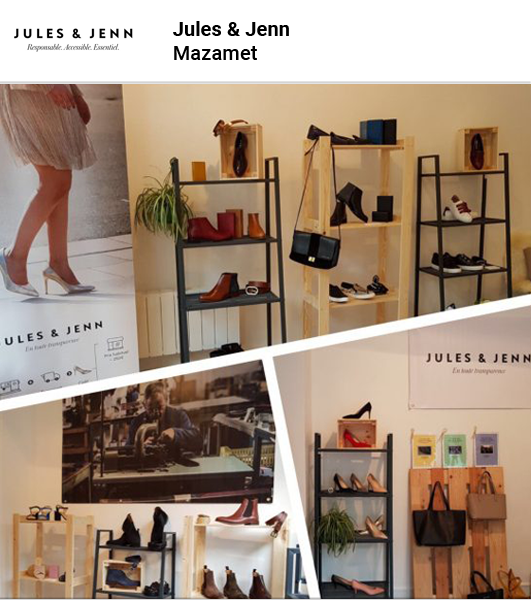 JULES & JENN
Responsable. Accessible. Essentiel.
Jules & Jenn
Mazamet
JULES & JENN
En toute transparence
JULES & JENN
En toute transparence